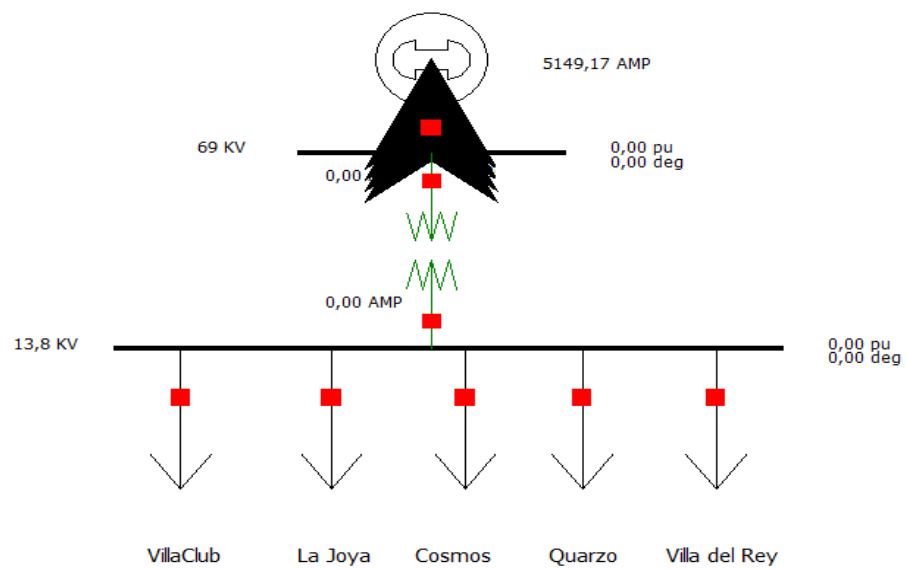 5149,17 AMP
69 KV
0,00 pu
0,00 deg
0,00
0,00 AMP
13,8 KV
0,00 pu
0,00 deg
VillaClub
La Joya
Cosmos
Quarzo
Villa del Rey